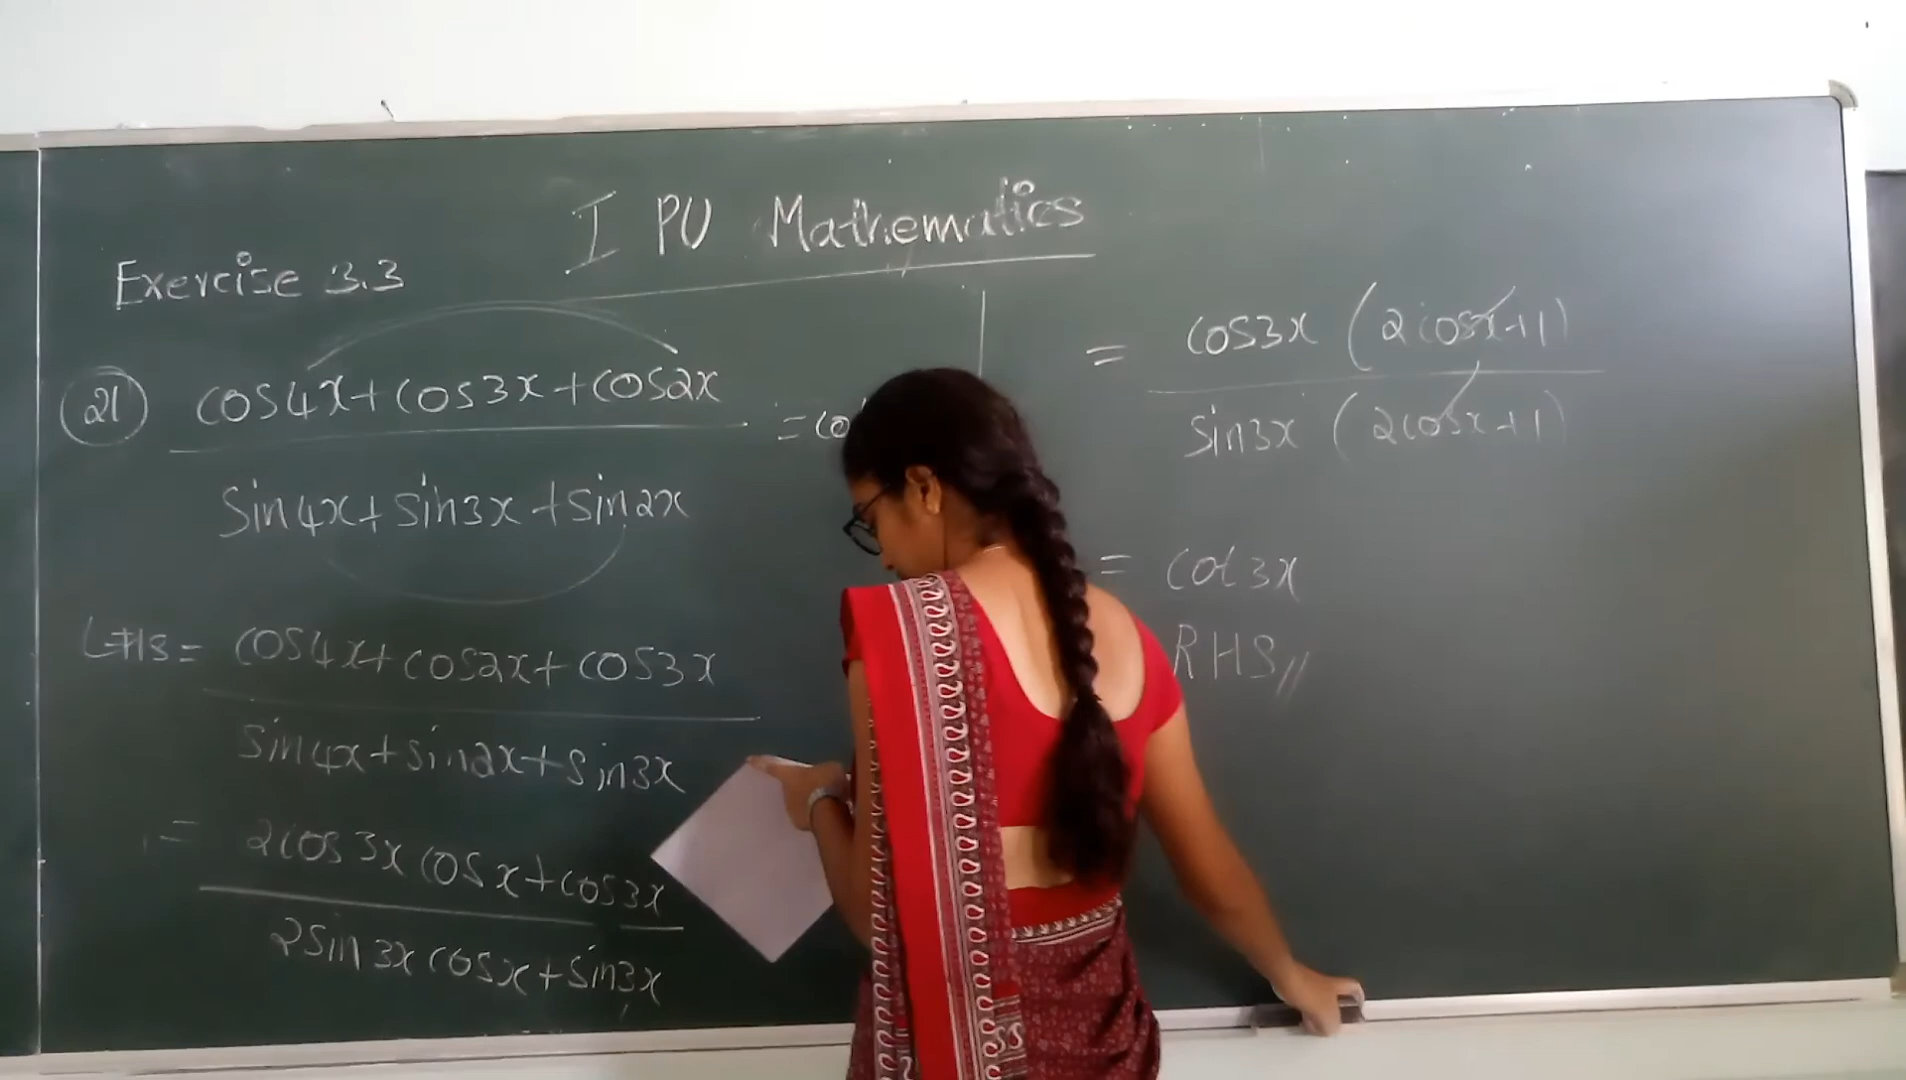 I PU Mathematics
Exercise 3.3
21 cos4x+cos3x+cos2x
= co
sin4x+sin3x+sin2x
LHS = cos4x+cos2x+cos3x
sin4x+sin2x+sin3x
= 2cos3x cosx+cos3x
2sin3x cosx+sin3x
= cos3x (2cosx+1)
sin3x (2cosx+1)
= cot3x
RHS//